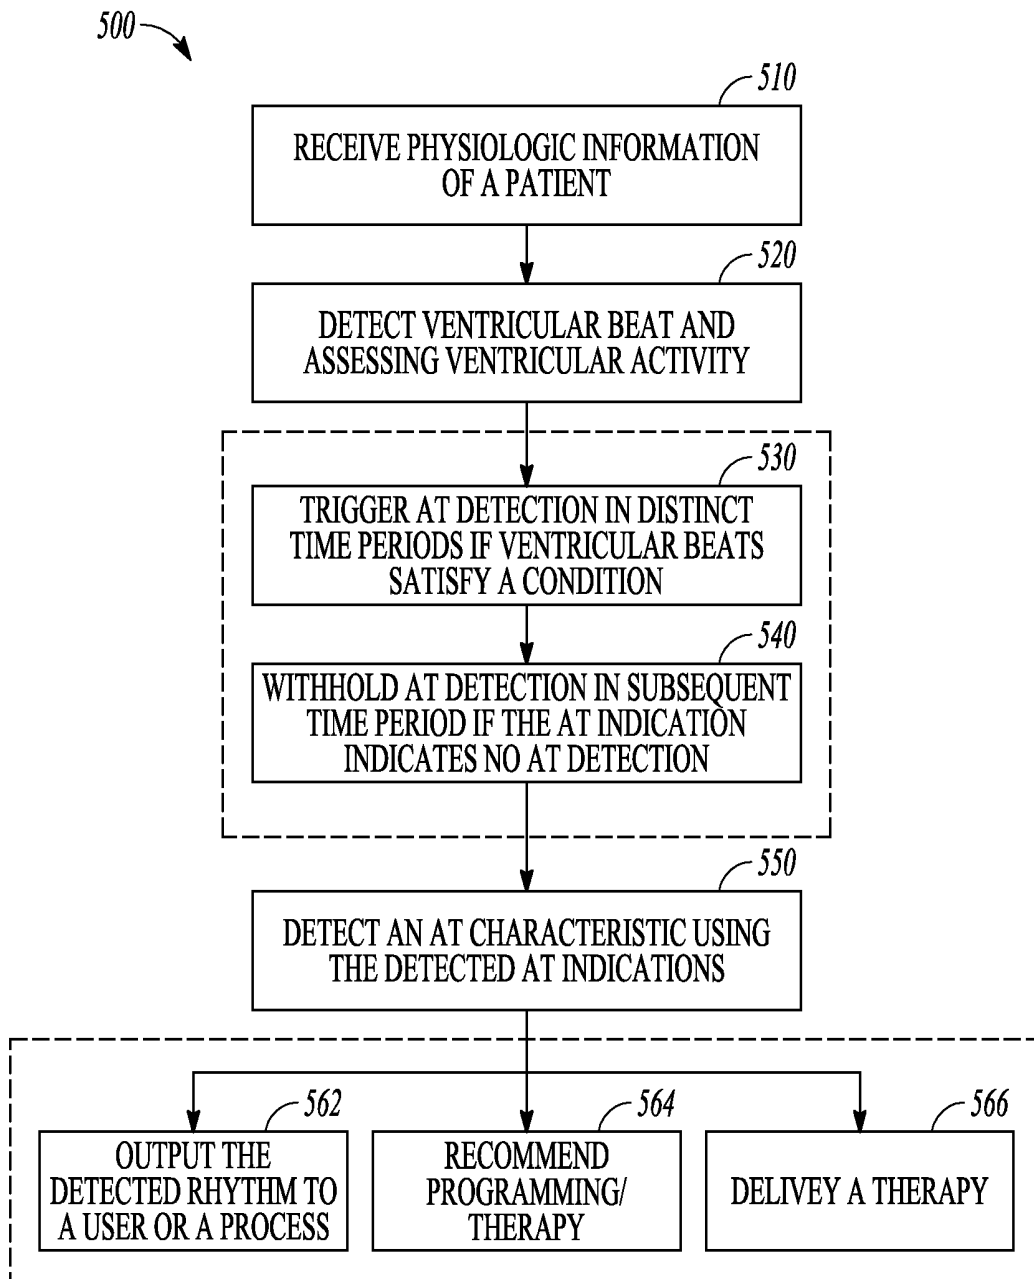 500
510
RECEIVE PHYSIOLOGIC INFORMATION
OF A PATIENT
520
DETECT VENTRICULAR BEAT AND
ASSESSING VENTRICULAR ACTIVITY
530
TRIGGER AT DETECTION IN DISTINCT
TIME PERIODS IF VENTRICULAR BEATS
SATISFY A CONDITION
540
WITHHOLD AT DETECTION IN SUBSEQUENT
TIME PERIOD IF THE AT INDICATION
INDICATES NO AT DETECTION
550
DETECT AN AT CHARACTERISTIC USING
THE DETECTED AT INDICATIONS
562
OUTPUT THE
DETECTED RHYTHM TO
A USER OR A PROCESS
564
RECOMMEND
PROGRAMMING/
THERAPY
566
DELIVEY A THERAPY